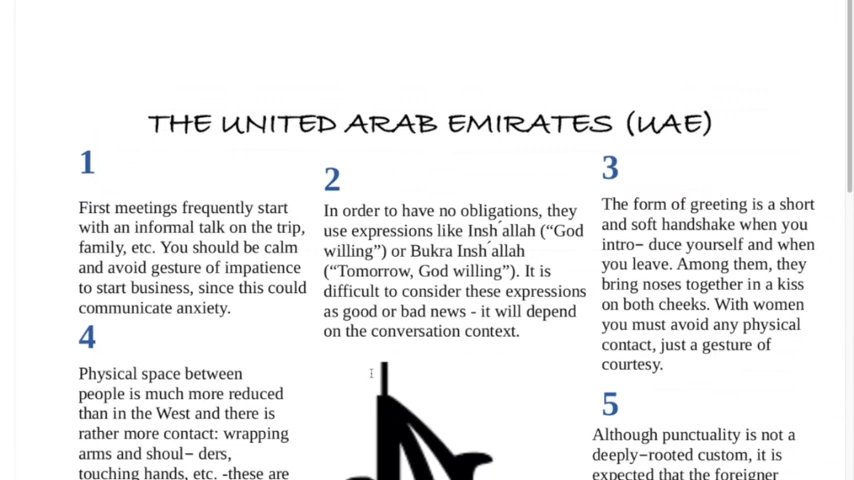 THE UNITED ARAB EMIRATES (UAE)
1
First meetings frequently start
with an informal talk on the trip,
family, etc. You should be calm
and avoid gesture of impatience
to start business, since this could
communicate anxiety.
2
In order to have no obligations, they
use expressions like Insh´allah (“God
willing”) or Bukra Insh´allah
(“Tomorrow, God willing”). It is
difficult to consider these expressions
as good or bad news - it will depend
on the conversation context.
3
The form of greeting is a short
and soft handshake when you
intro– duce yourself and when
you leave. Among them, they
bring noses together in a kiss
on both cheeks. With women
you must avoid any physical
contact, just a gesture of
courtesy.
4
Physical space between
people is much more reduced
than in the West and there is
rather more contact: wrapping
arms and shoul– ders,
touching hands, etc. -these are
5
Although punctuality is not a
deeply–rooted custom, it is
expected that the foreigner